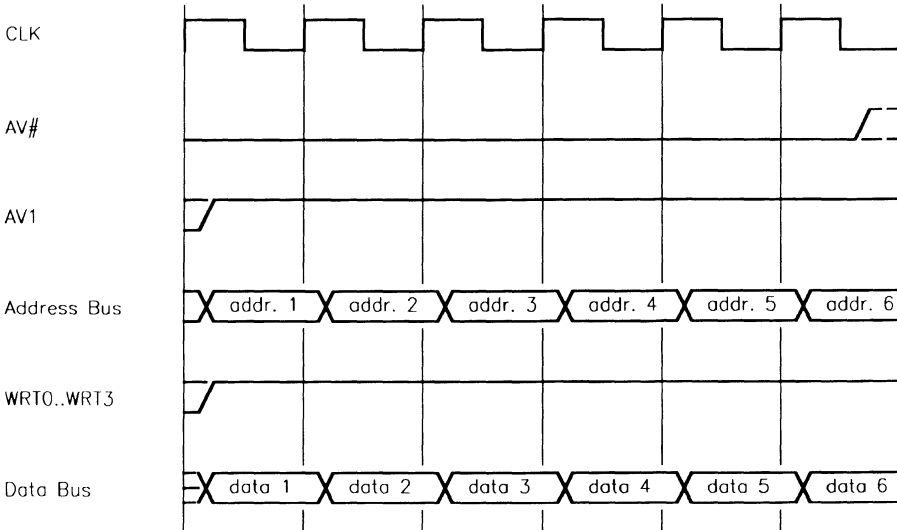 CLK
AV#
AV1
Address Bus addr. 1 addr. 2 addr. 3 addr. 4 addr. 5 addr. 6
WRT0..WRT3
Data Bus data 1 data 2 data 3 data 4 data 5 data 6